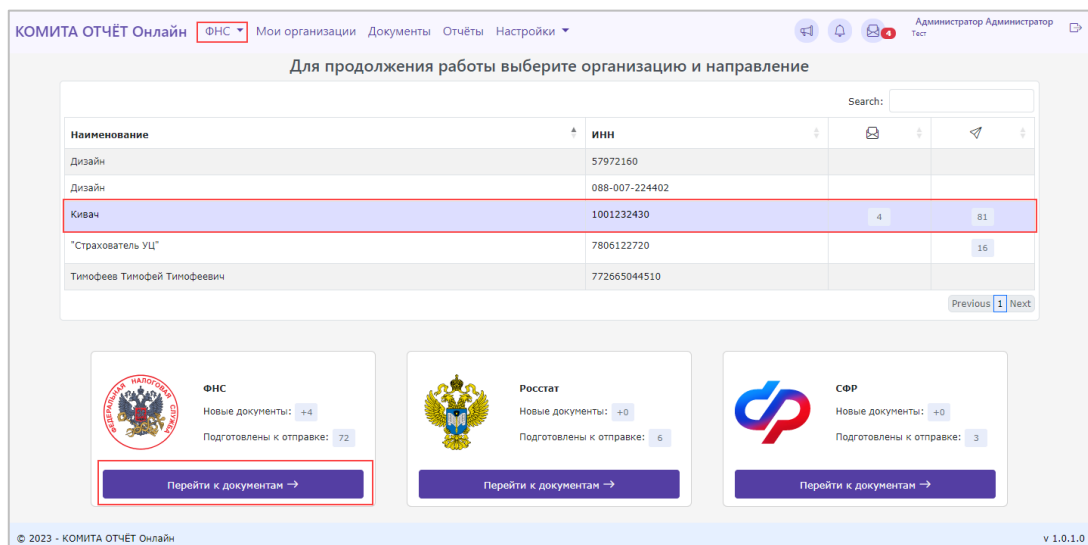 КОМИТА ОТЧЁТ Онлайн ФНС Мои организации Документы Отчёты Настройки 4 Администратор Администратор
Тест
Для продолжения работы выберите организацию и направление
Search:
Наименование ИНН
Дизайн 57972160
Дизайн 088-007-224402
Кивач 1001232430 4 81
"Страхователь УЦ" 7806122720 16
Тимофеев Тимофей Тимофеевич 772665044510
Previous 1 Next
ФЕДЕРАЛЬНАЯ НАЛОГОВАЯ СЛУЖБА
ФНС
Новые документы: +4
Подготовлены к отправке: 72
Перейти к документам →
Росстат
Новые документы: +0
Подготовлены к отправке: 6
Перейти к документам →
СФР
Новые документы: +0
Подготовлены к отправке: 3
Перейти к документам →
© 2023 - КОМИТА ОТЧЁТ Онлайн v 1.0.1.0